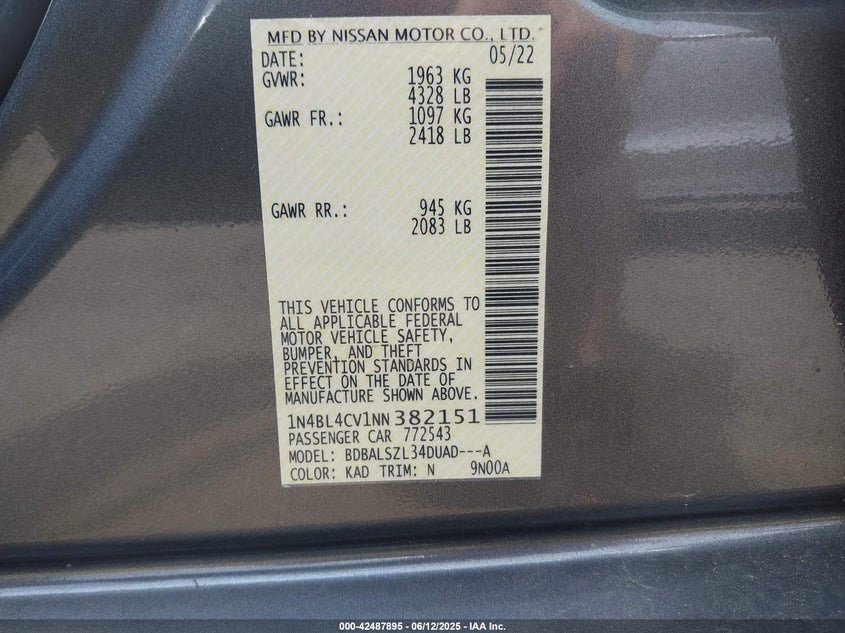 MFD BY NISSAN MOTOR CO., LTD.
DATE: 05/22
GVWR: 1963 KG
4328 LB
GAWR FR.: 1097 KG
2418 LB
GAWR RR.: 945 KG
2083 LB
THIS VEHICLE CONFORMS TO
ALL APPLICABLE FEDERAL
MOTOR VEHICLE SAFETY,
BUMPER, AND THEFT
PREVENTION STANDARDS IN
EFFECT ON THE DATE OF
MANUFACTURE SHOWN ABOVE.
1N4BL4CV1NN382151
PASSENGER CAR 772543
MODEL: BDBALSZL34DUAD---A
COLOR: KAD TRIM: N 9N00A
000-42487895 - 06/12/2025 - IAA Inc.